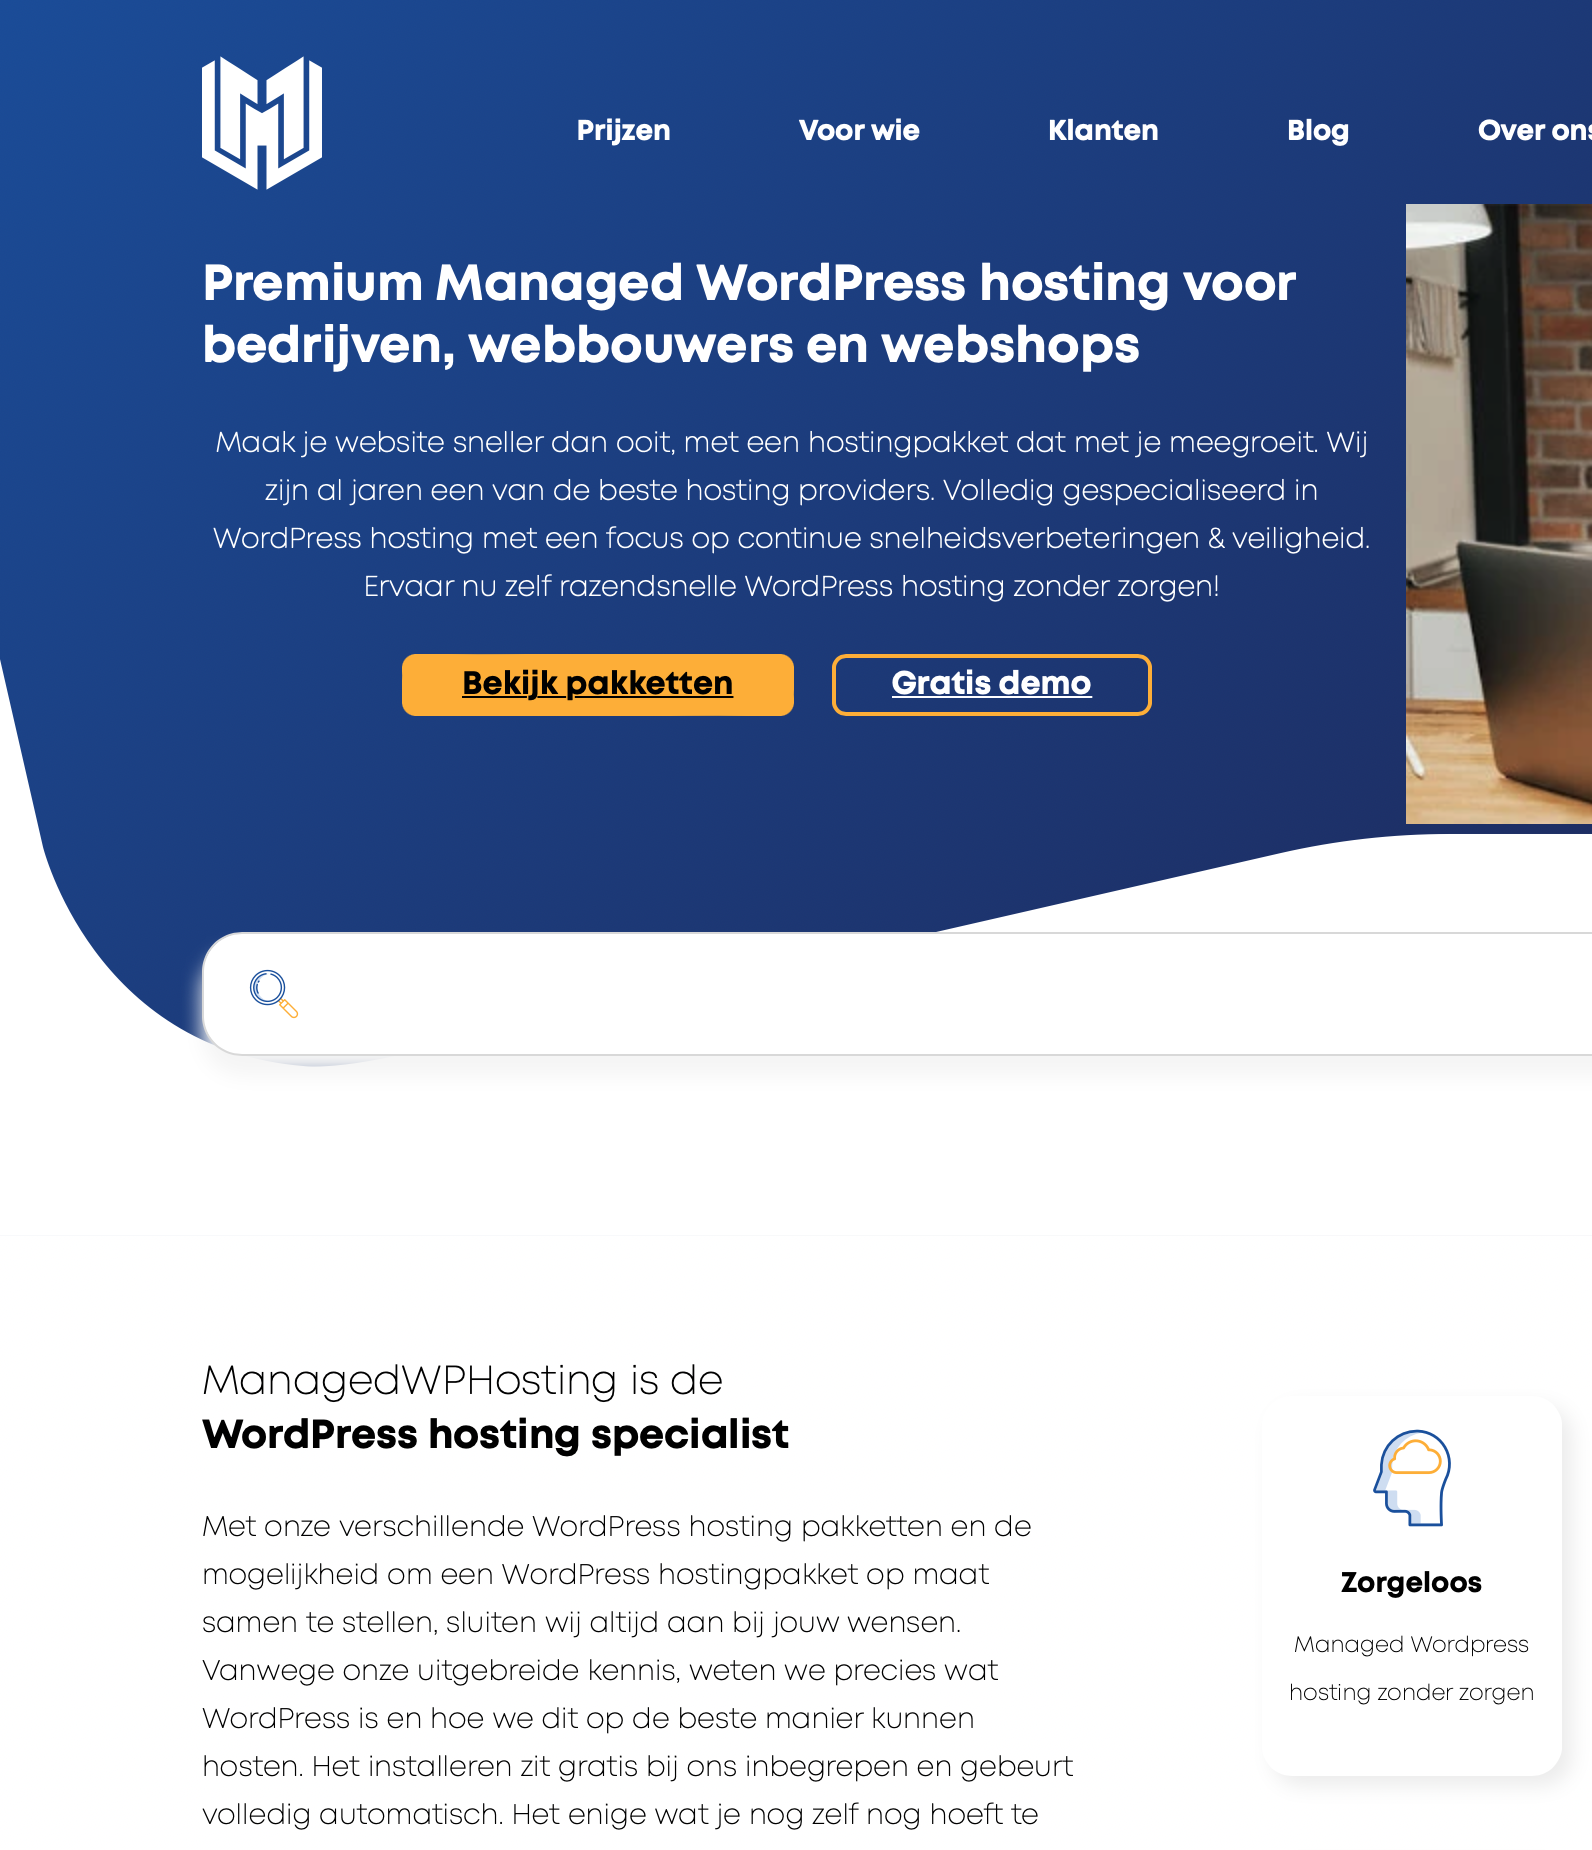 Prijzen Voor wie Klanten Blog Over ons
Premium Managed WordPress hosting voor
bedrijven, webbouwers en webshops
Maak je website sneller dan ooit, met een hostingpakket dat met je meegroeit. Wij
zijn al jaren een van de beste hosting providers. Volledig gespecialiseerd in
WordPress hosting met een focus op continue snelheidsverbeteringen & veiligheid.
Ervaar nu zelf razendsnelle WordPress hosting zonder zorgen!
Bekijk pakketten Gratis demo
ManagedWPHosting is de
WordPress hosting specialist
Met onze verschillende WordPress hosting pakketten en de
mogelijkheid om een WordPress hostingpakket op maat
samen te stellen, sluiten wij altijd aan bij jouw wensen.
Vanwege onze uitgebreide kennis, weten we precies wat
WordPress is en hoe we dit op de beste manier kunnen
hosten. Het installeren zit gratis bij ons inbegrepen en gebeurt
volledig automatisch. Het enige wat je nog zelf nog hoeft te
Zorgeloos
Managed Wordpress
hosting zonder zorgen